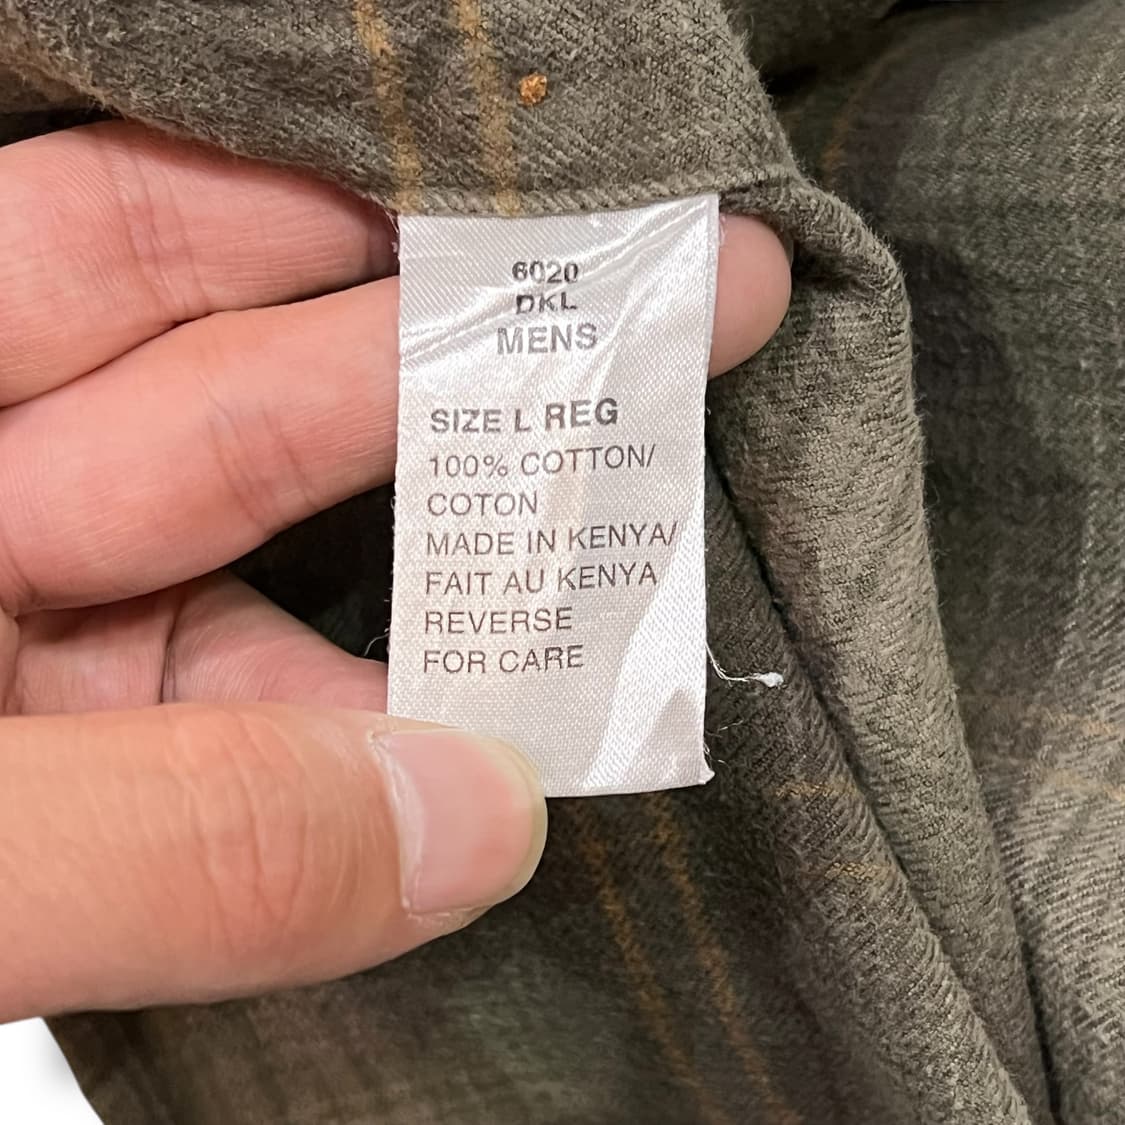 6020
DKL
MENS
SIZE L REG
100% COTTON/
COTON
MADE IN KENYA/
FAIT AU KENYA
REVERSE
FOR CARE